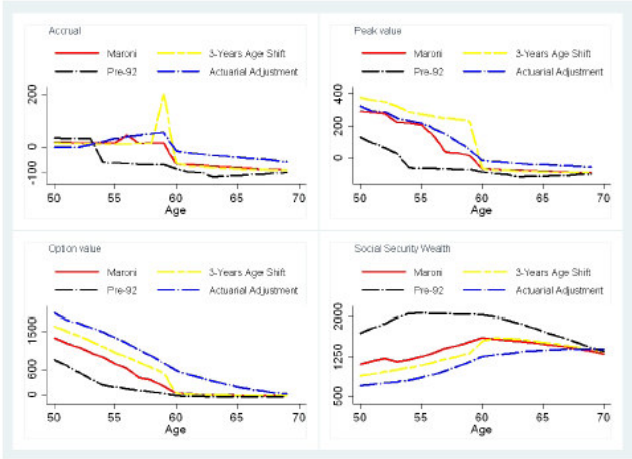 Accrual
Maroni
3-Years Age Shift
Pre-92
Actuarial Adjustment
200
0
-100
50 55 60 65 70
Age
Peak value
Maroni
3-Years Age Shift
Pre-92
Actuarial Adjustment
400
200
0
50 55 60 65 70
Age
Option value
Maroni
3-Years Age Shift
Pre-92
Actuarial Adjustment
1500
600
0
50 55 60 65 70
Age
Social Security Wealth
Maroni
3-Years Age Shift
Pre-92
Actuarial Adjustment
2000
1250
500
50 55 60 65 70
Age